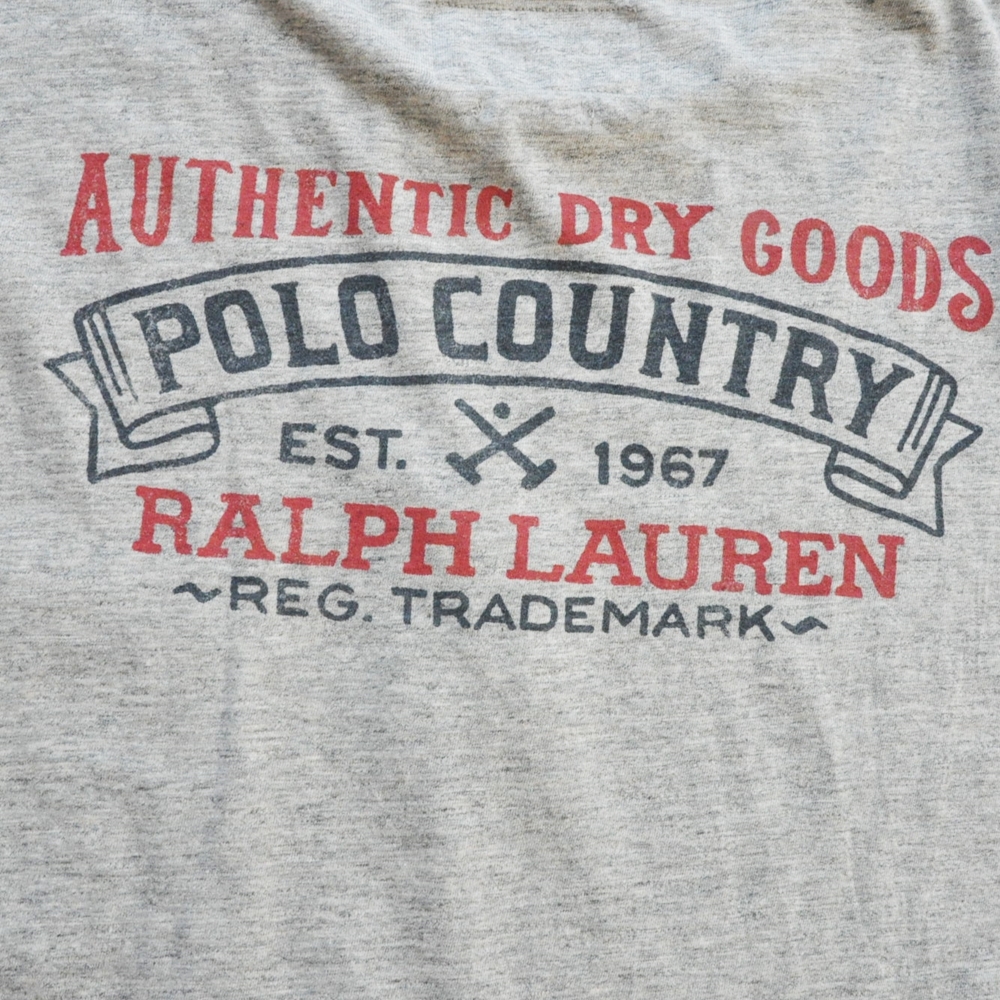 AUTHENTIC DRY GOODS
POLO COUNTRY
EST. 1967
RALPH LAUREN
~REG. TRADEMARK~